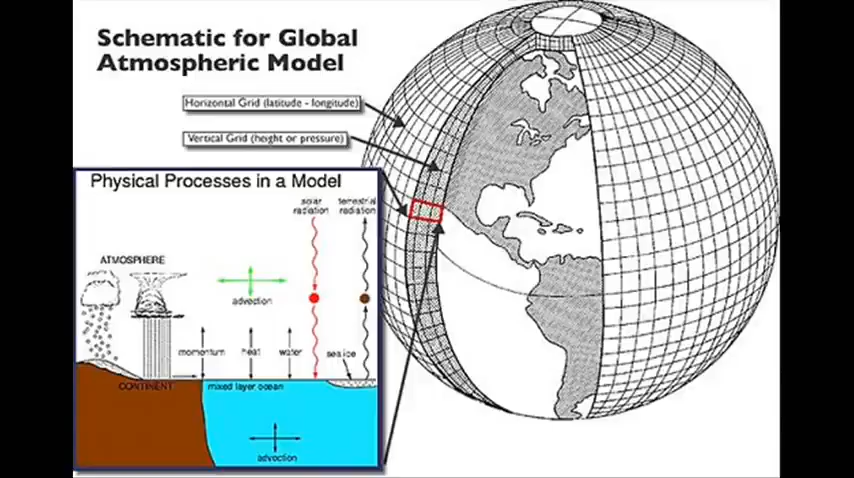 Schematic for Global
Atmospheric Model
Horizontal Grid (latitude - longitude)
Vertical Grid (height or pressure)
Physical Processes in a Model
solar
radiation
terrestrial
radiation
ATMOSPHERE
advection
momentum
heat
water
sea ice
CONTINENT
mixed layer ocean
advection